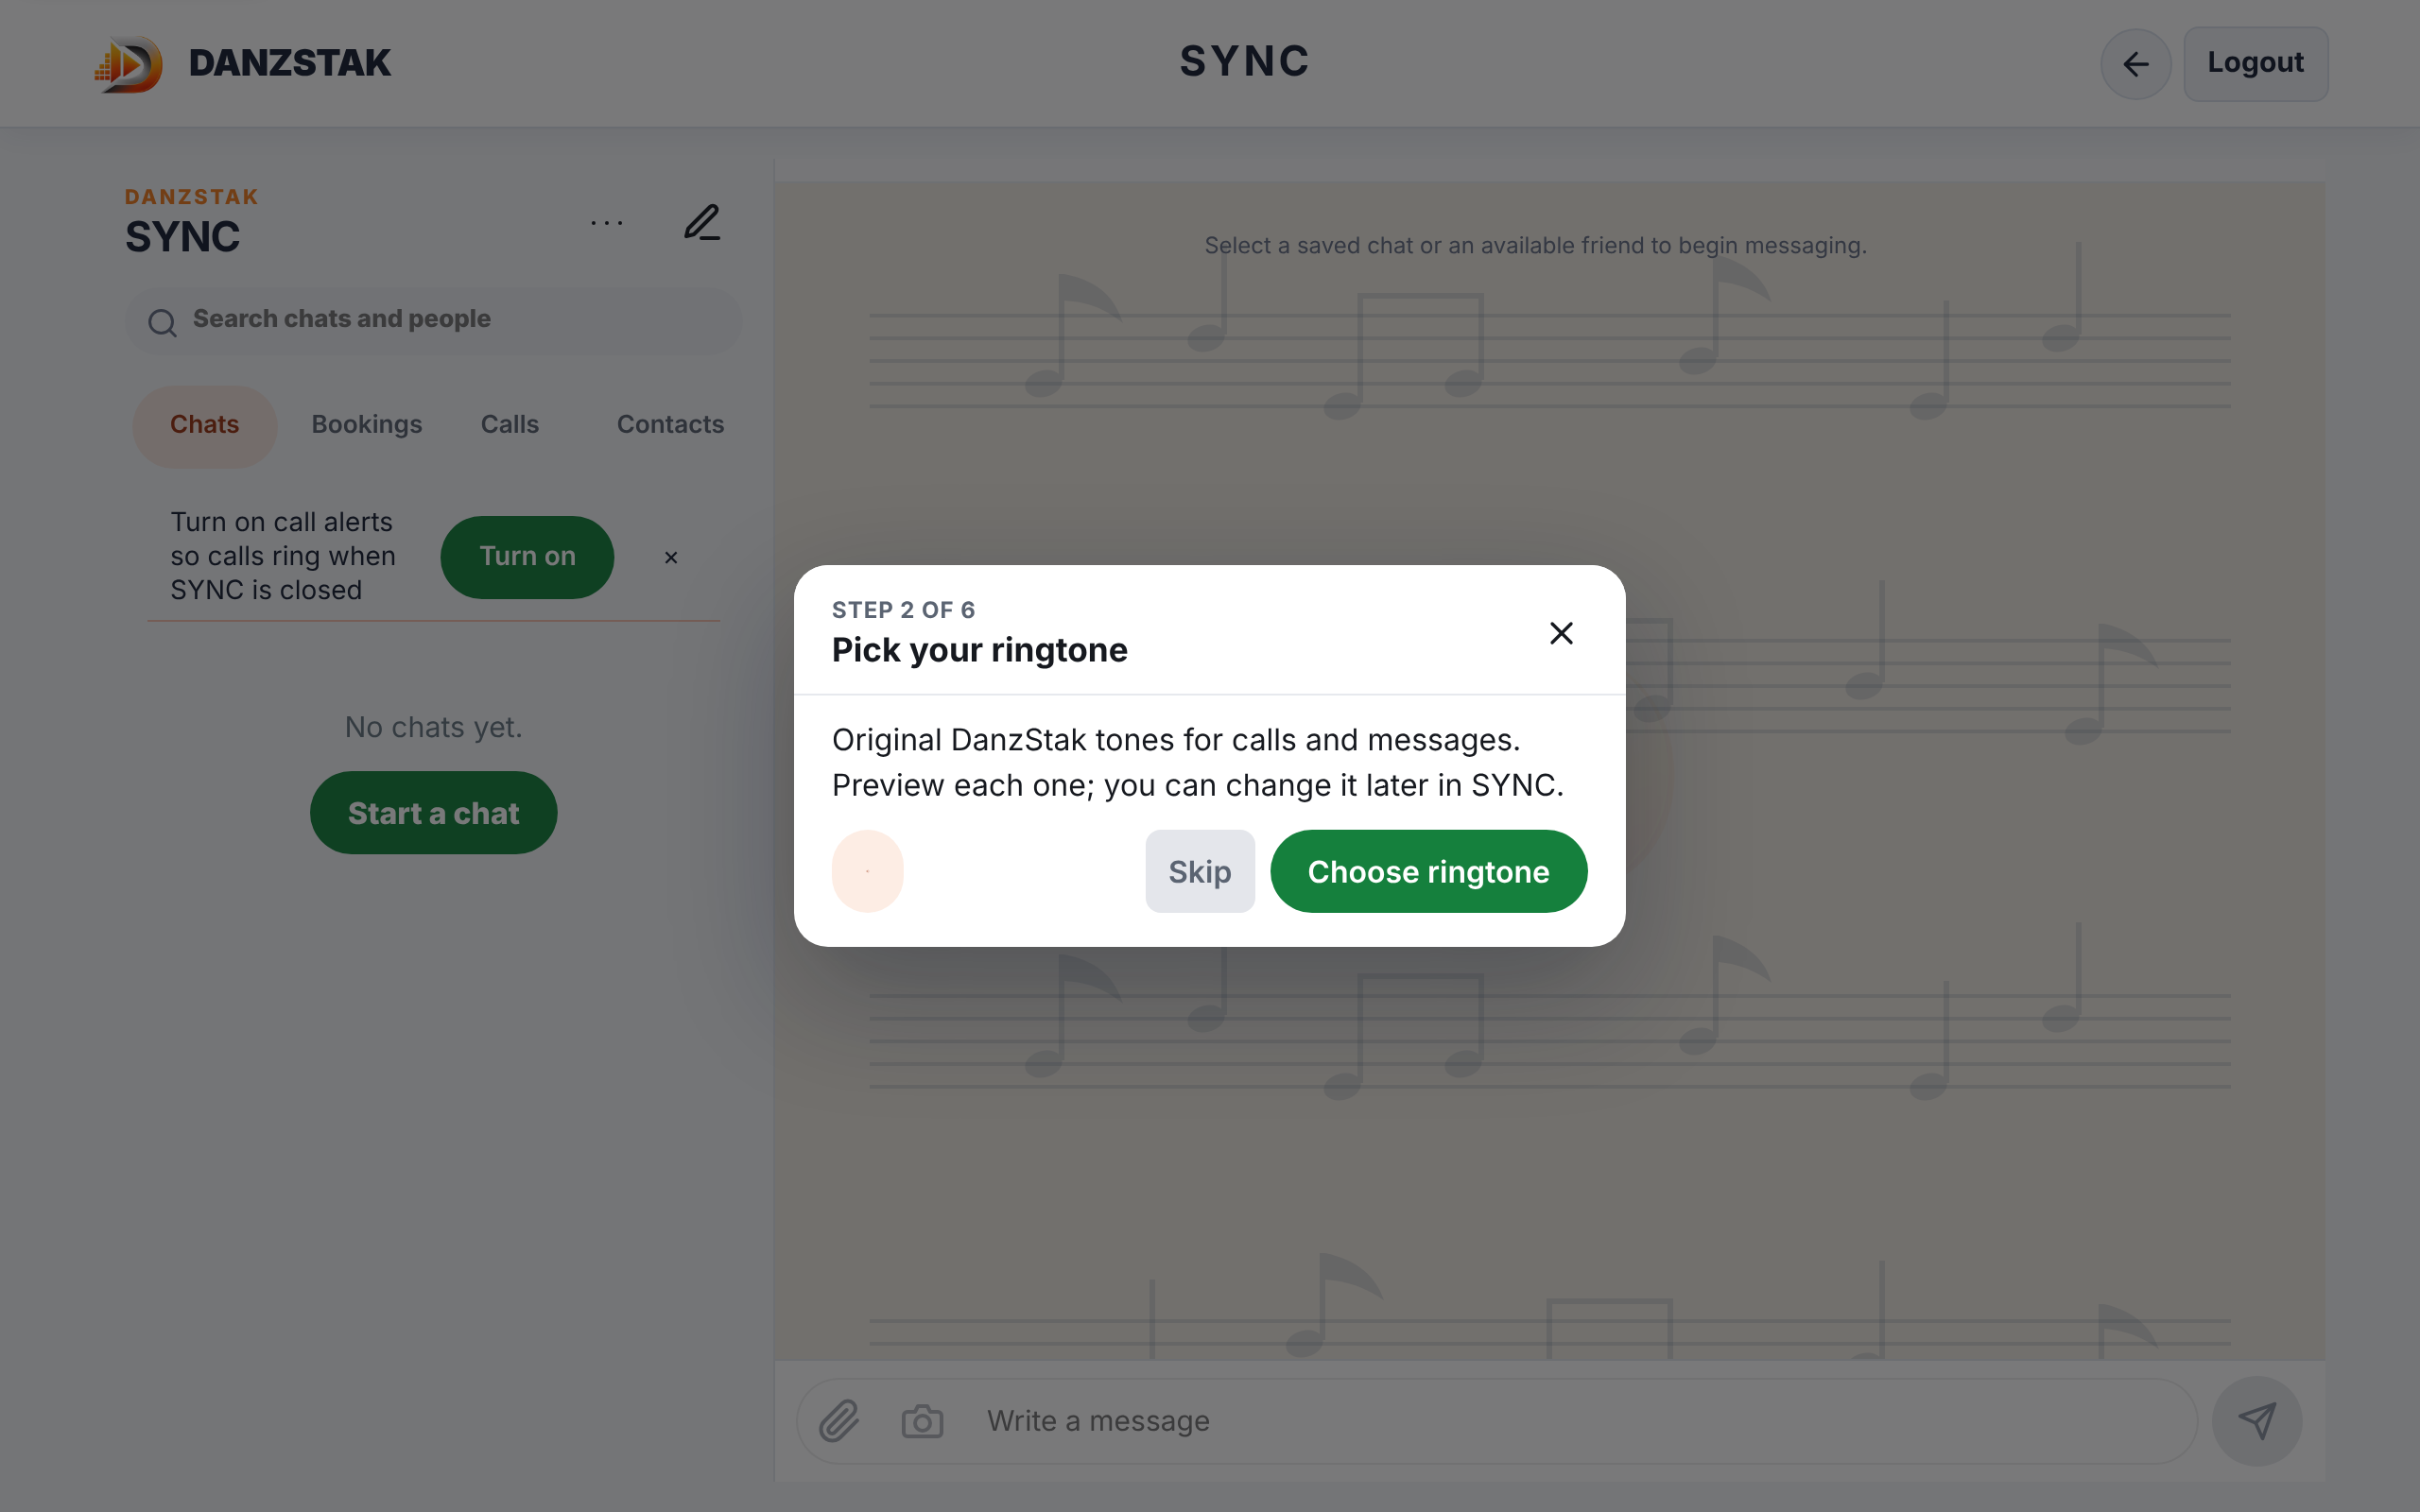 DANZSTAK
SYNC
Logout
DANZSTAK
SYNC
...
Search chats and people
Chats
Bookings
Calls
Contacts
Turn on call alerts
so calls ring when
SYNC is closed
Turn on
×
No chats yet.
Start a chat
Select a saved chat or an available friend to begin messaging.
STEP 2 OF 6
Pick your ringtone
Original DanzStak tones for calls and messages.
Preview each one; you can change it later in SYNC.
Skip
Choose ringtone
Write a message